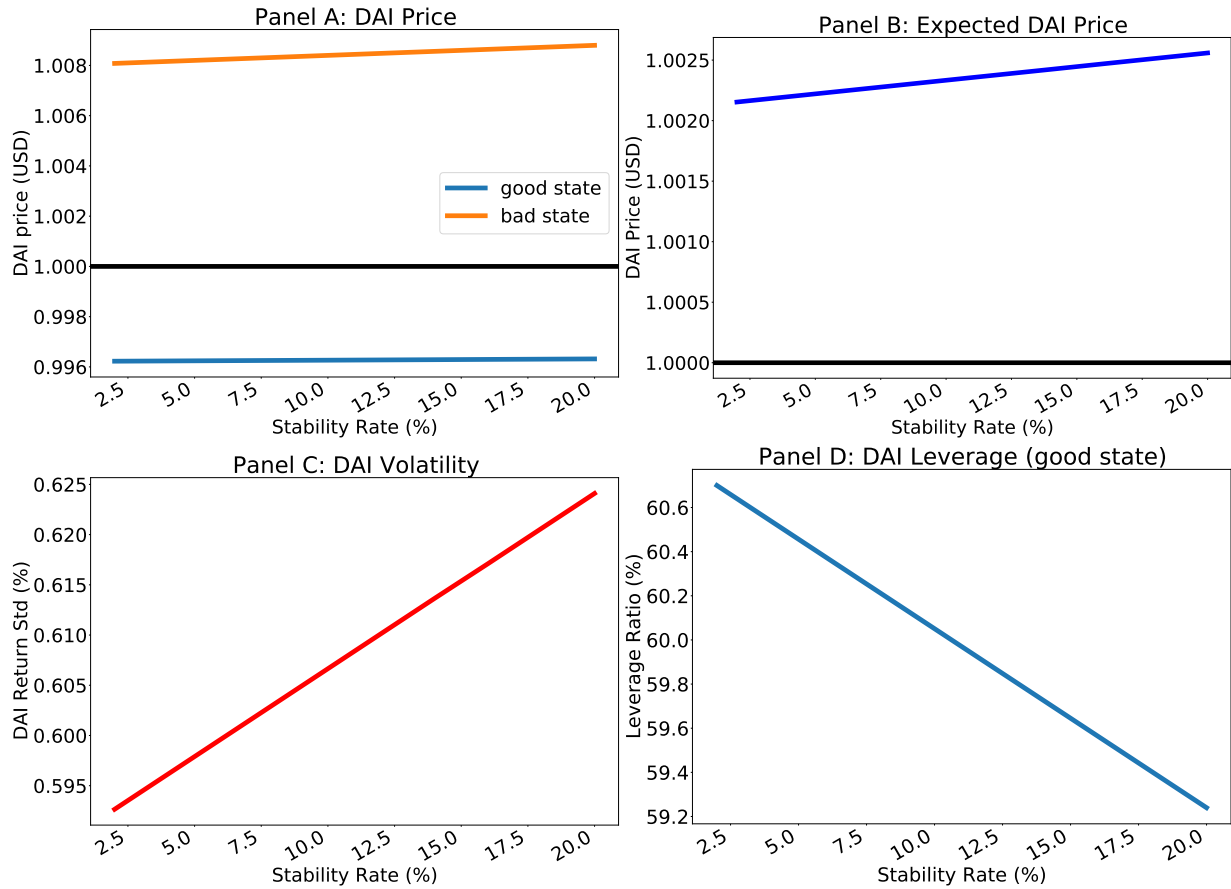 Panel A: DAI Price
1.008
1.006
1.004
1.002
1.000
0.998
0.996
DAI price (USD)
good state
bad state
2.5 5.0 7.5 10.0 12.5 15.0 17.5 20.0
Stability Rate (%)
Panel B: Expected DAI Price
1.0025
1.0020
1.0015
1.0010
1.0005
1.0000
DAI Price (USD)
2.5 5.0 7.5 10.0 12.5 15.0 17.5 20.0
Stability Rate (%)
Panel C: DAI Volatility
0.625
0.620
0.615
0.610
0.605
0.600
0.595
DAI Return Std (%)
2.5 5.0 7.5 10.0 12.5 15.0 17.5 20.0
Stability Rate (%)
Panel D: DAI Leverage (good state)
60.6
60.4
60.2
60.0
59.8
59.6
59.4
59.2
Leverage Ratio (%)
2.5 5.0 7.5 10.0 12.5 15.0 17.5 20.0
Stability Rate (%)